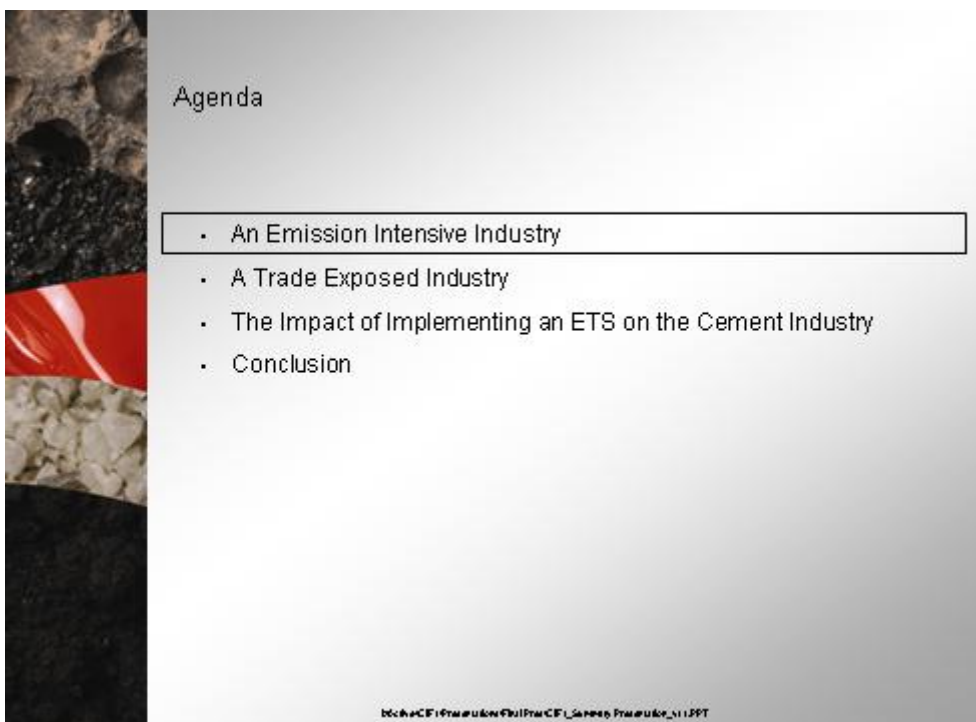 Agenda
· An Emission Intensive Industry
· A Trade Exposed Industry
· The Impact of Implementing an ETS on the Cement Industry
· Conclusion